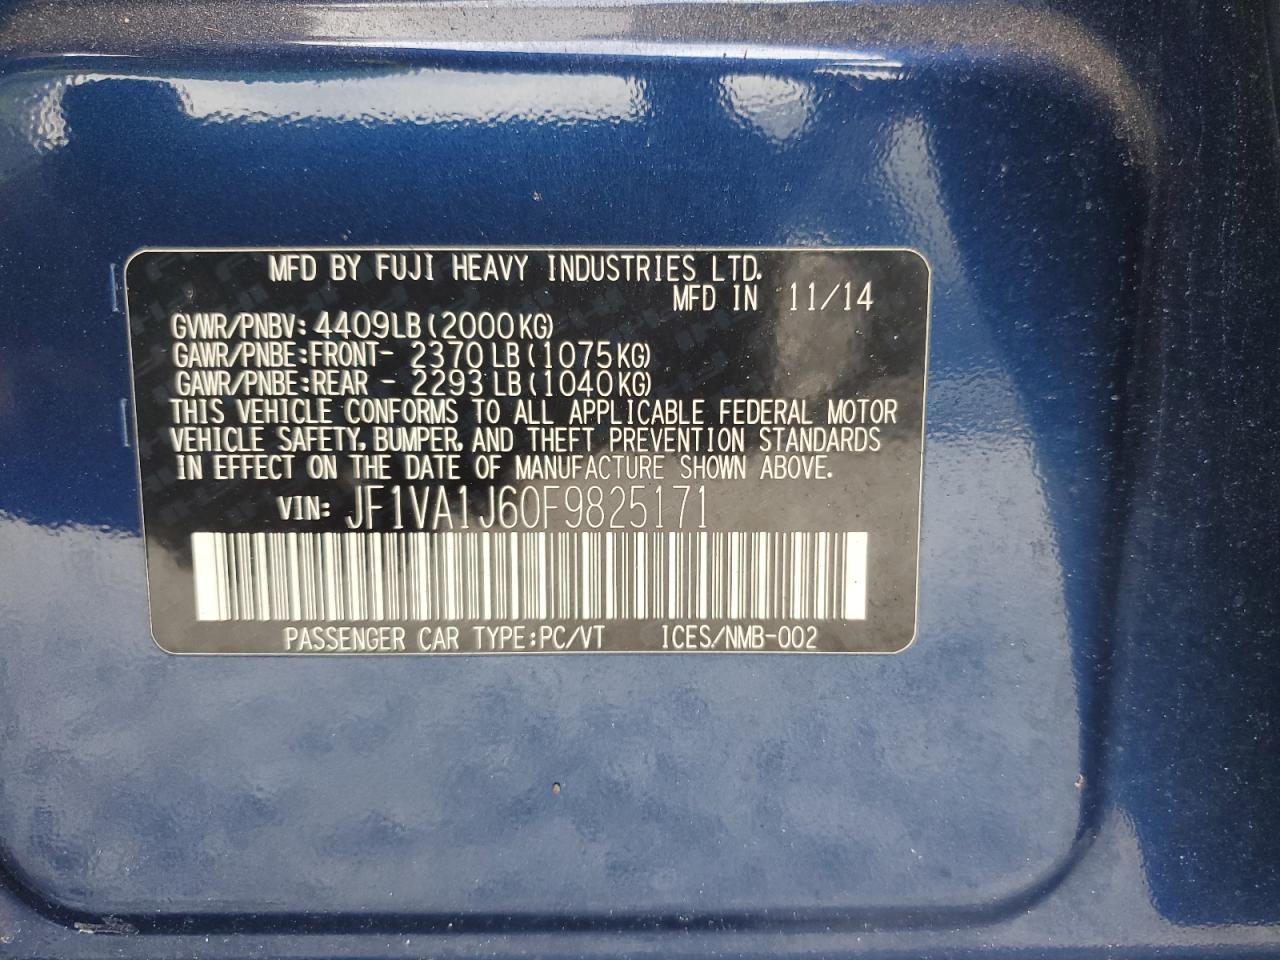 MFD BY FUJI HEAVY INDUSTRIES LTD.
MFD IN 11/14
GVWR/PNBV: 4409LB (2000KG)
GAWR/PNBE:FRONT- 2370LB (1075KG)
GAWR/PNBE:REAR - 2293LB (1040KG)
THIS VEHICLE CONFORMS TO ALL APPLICABLE FEDERAL MOTOR
VEHICLE SAFETY, BUMPER, AND THEFT PREVENTION STANDARDS
IN EFFECT ON THE DATE OF MANUFACTURE SHOWN ABOVE.
VIN: JF1VA1J60F9825171
PASSENGER CAR TYPE:PC/VT ICES/NMB-002